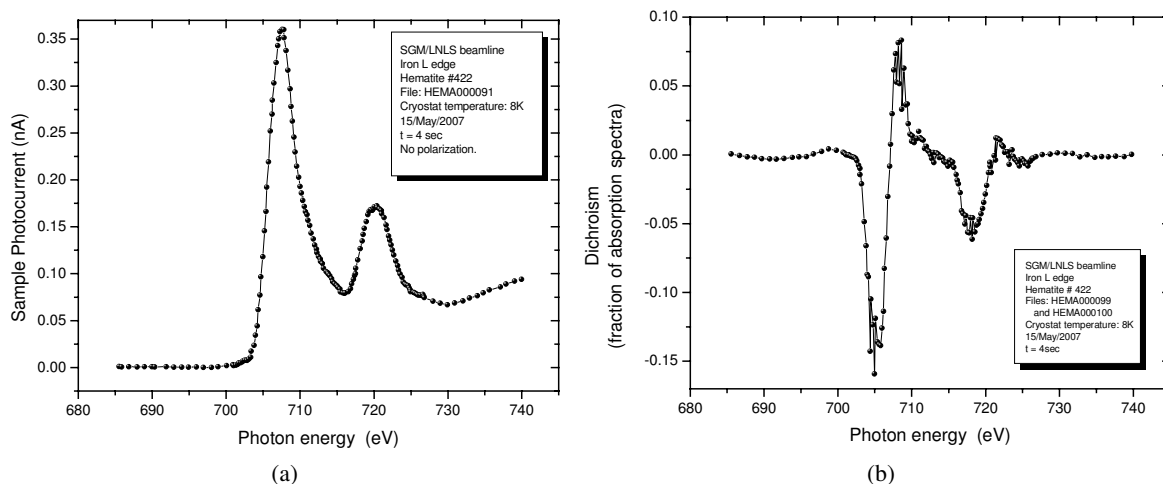 0.35
0.30
0.25
0.20
0.15
0.10
0.05
0.00
Sample Photocurrent (nA)
SGM/LNLS beamline
Iron L edge
Hematite #422
File: HEMA000091
Cryostat temperature: 8K
15/May/2007
t = 4 sec
No polarization.
680 690 700 710 720 730 740
Photon energy (eV)
(a)
0.10
0.05
0.00
-0.05
-0.10
-0.15
Dichroism
(fraction of absorption spectra)
SGM/LNLS beamline
Iron L edge
Hematite # 422
Files: HEMA000099
and HEMA000100
Cryostat temperature: 8K
15/May/2007
t = 4sec
680 690 700 710 720 730 740
Photon energy (eV)
(b)